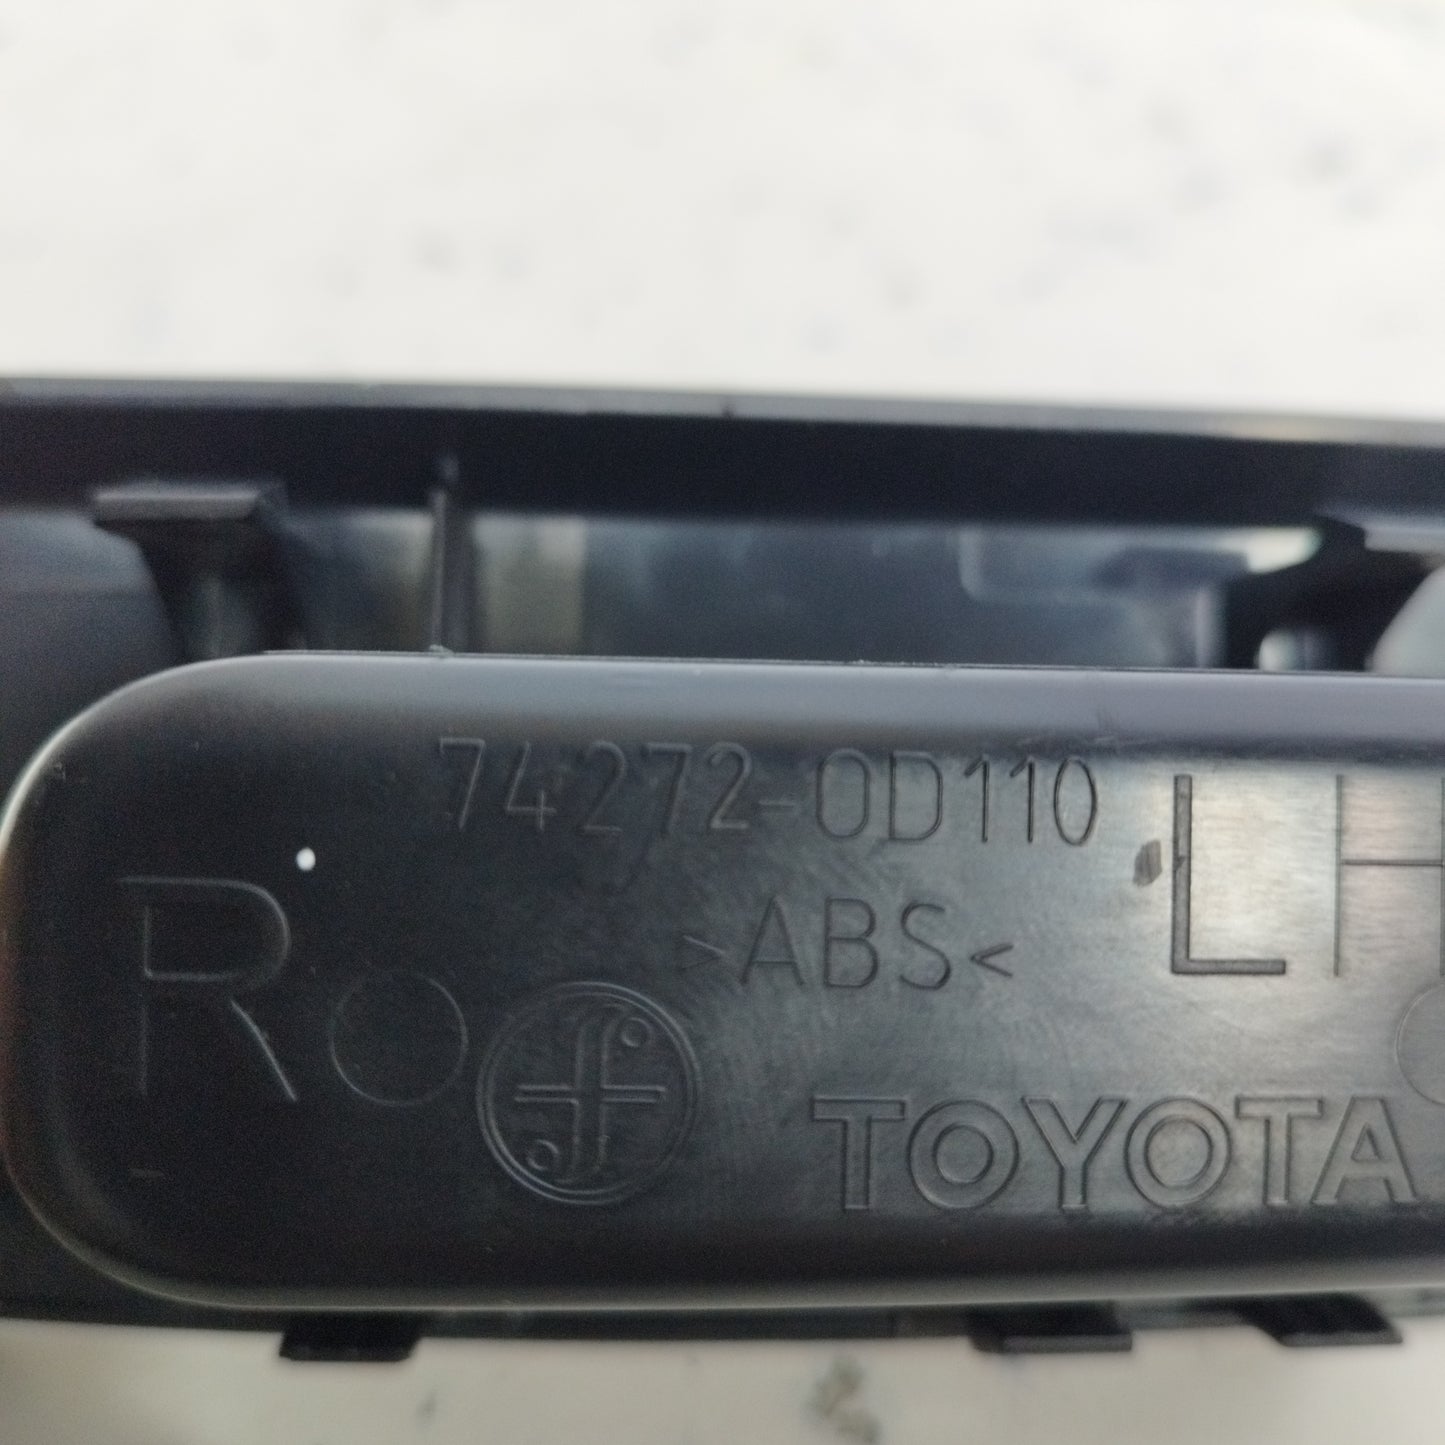 74272-0D110
LH
>ABS<
R
TOYOTA